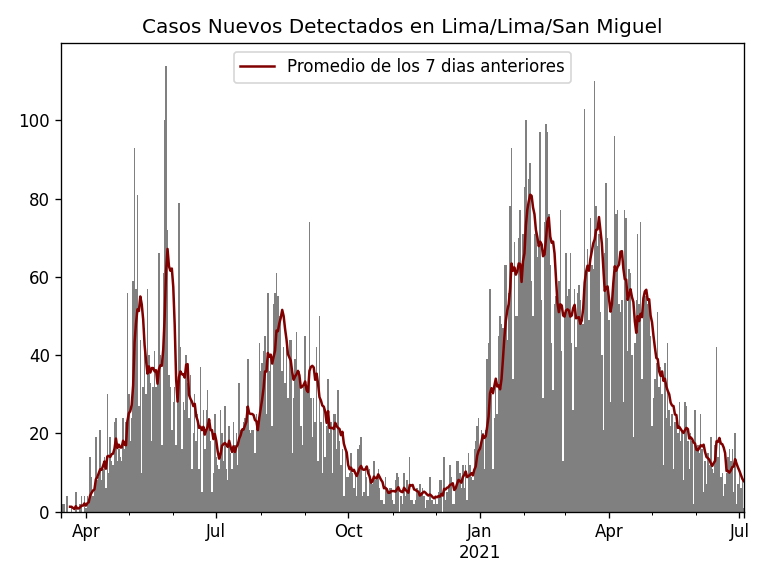 Casos Nuevos Detectados en Lima/Lima/San Miguel
Promedio de los 7 dias anteriores
100
80
60
40
20
0
Apr Jul Oct Jan Apr Jul
2021